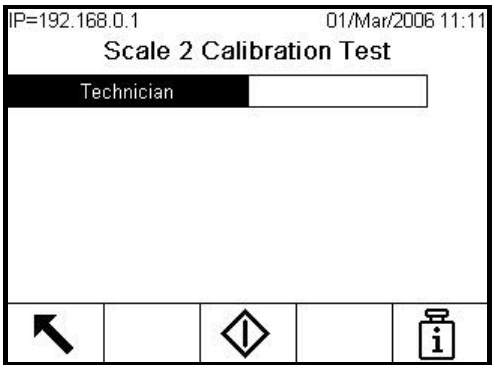 IP=192.168.0.1 01/Mar/2006 11:11
Scale 2 Calibration Test
Technician
i